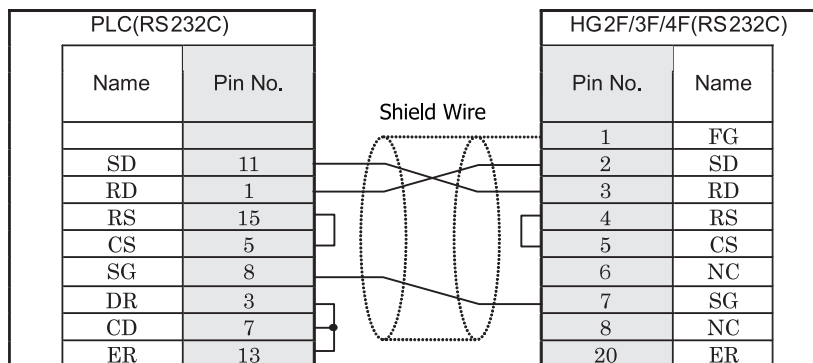 PLC(RS232C) HG2F/3F/4F(RS232C)
Name Pin No. Pin No. Name
Shield Wire
1 FG
SD 11 2 SD
RD 1 3 RD
RS 15 4 RS
CS 5 5 CS
SG 8 6 NC
DR 3 7 SG
CD 7 8 NC
ER 13 20 ER